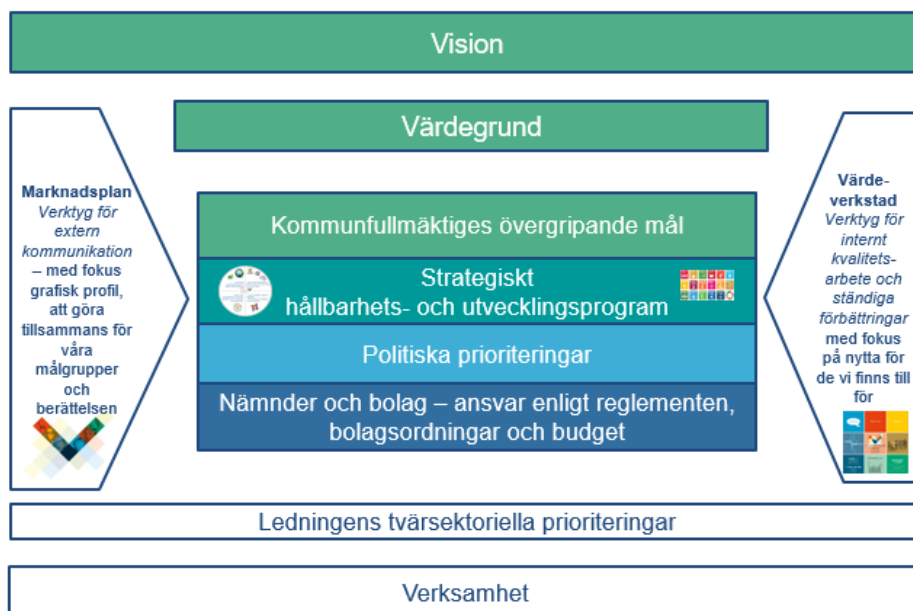 Vision
Värdegrund
Marknadsplan
Verktyg för
extern
kommunikation
– med fokus
grafisk profil,
att göra
tillsammans för
våra
målgrupper
och
berättelsen
Kommunfullmäktiges övergripande mål
Strategiskt
hållbarhets- och utvecklingsprogram
Politiska prioriteringar
Nämnder och bolag – ansvar enligt reglementen,
bolagsordningar och budget
Värde-
verkstad
Verktyg för
internt
kvalitets-
arbete och
ständiga
förbättringar
med fokus
på nytta för
de vi finns till
för
Ledningens tvärsektoriella prioriteringar
Verksamhet